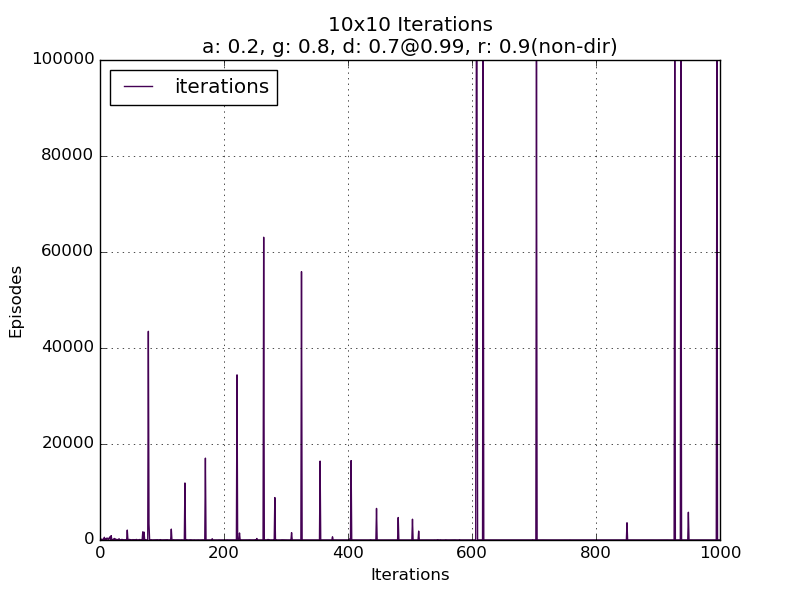 10x10 Iterations
a: 0.2, g: 0.8, d: 0.7@0.99, r: 0.9(non-dir)
100000
iterations
80000
60000
Episodes
40000
20000
0
0 200 400 600 800 1000
Iterations